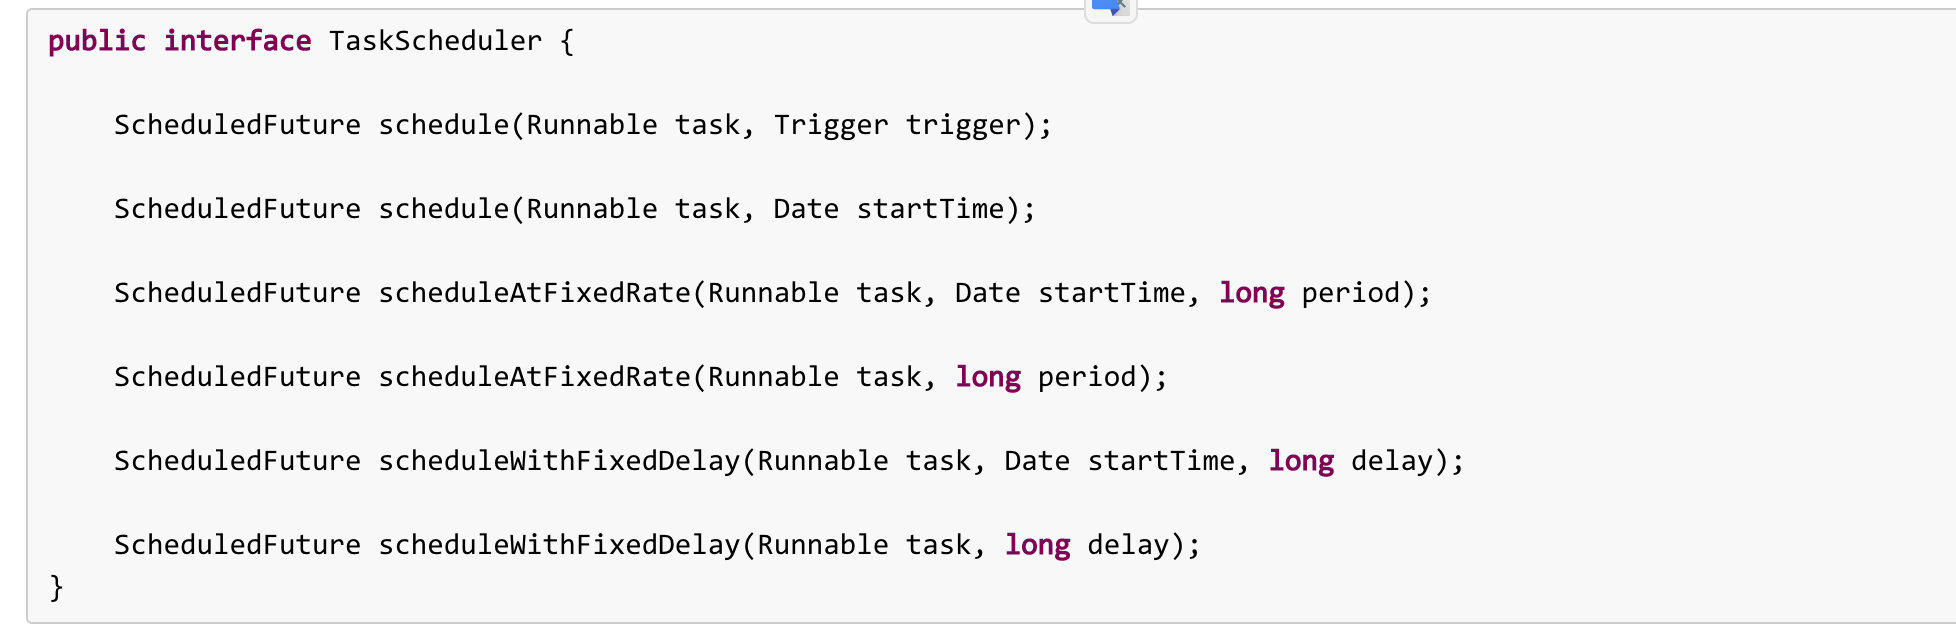 public interface TaskScheduler {
ScheduledFuture schedule(Runnable task, Trigger trigger);
ScheduledFuture schedule(Runnable task, Date startTime);
ScheduledFuture scheduleAtFixedRate(Runnable task, Date startTime, long period);
ScheduledFuture scheduleAtFixedRate(Runnable task, long period);
ScheduledFuture scheduleWithFixedDelay(Runnable task, Date startTime, long delay);
ScheduledFuture scheduleWithFixedDelay(Runnable task, long delay);
}